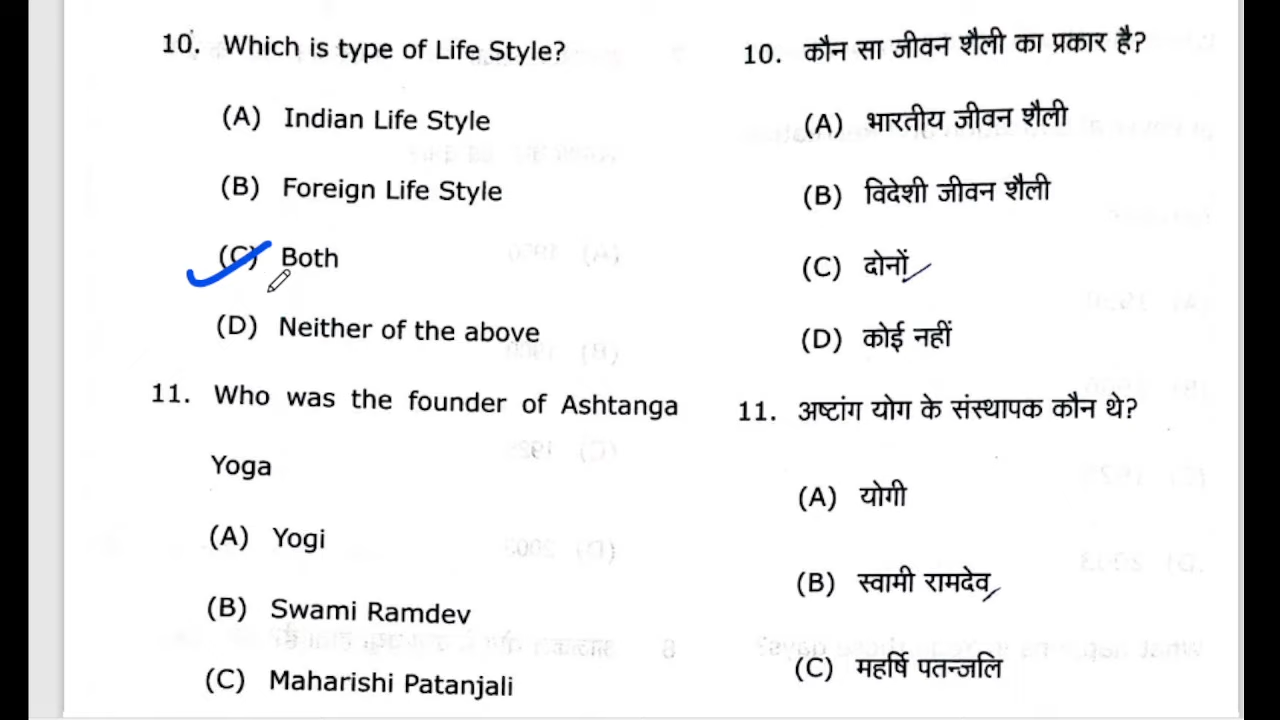 10. Which is type of Life Style?
(A) Indian Life Style
(B) Foreign Life Style
(C) Both
(D) Neither of the above
11. Who was the founder of Ashtanga
Yoga
(A) Yogi
(B) Swami Ramdev
(C) Maharishi Patanjali
10. कौन सा जीवन शैली का प्रकार है?
(A) भारतीय जीवन शैली
(B) विदेशी जीवन शैली
(C) दोनों
(D) कोई नहीं
11. अष्टांग योग के संस्थापक कौन थे?
(A) योगी
(B) स्वामी रामदेव
(C) महर्षि पतन्जलि